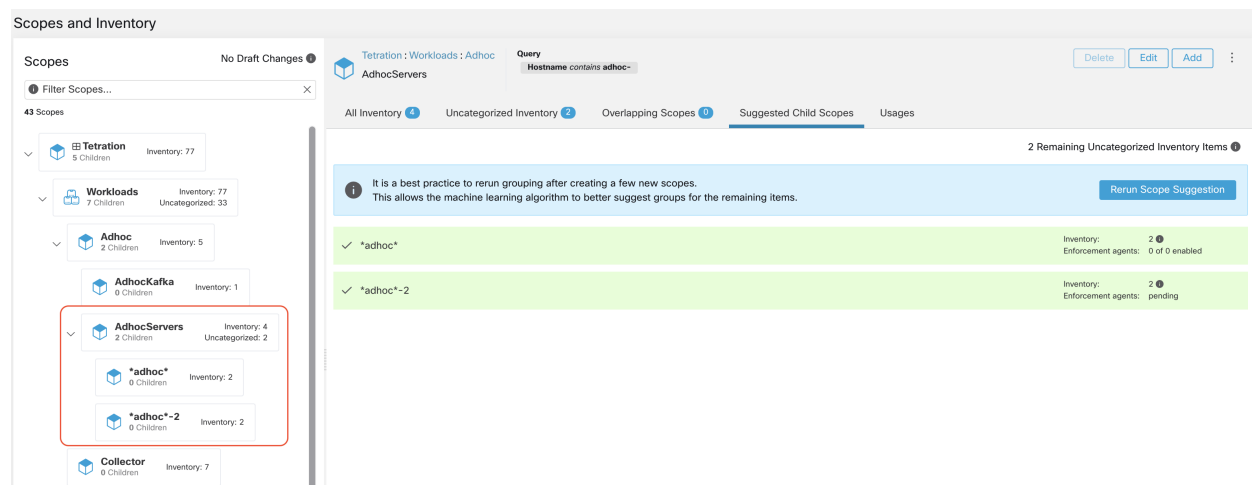 Scopes and Inventory
Scopes
No Draft Changes
Filter Scopes...
43 Scopes
Tetration
5 Children
Inventory: 77
Workloads
7 Children
Inventory: 77
Uncategorized: 33
Adhoc
2 Children
Inventory: 5
AdhocKafka
0 Children
Inventory: 1
AdhocServers
2 Children
Inventory: 4
Uncategorized: 2
*adhoc*
0 Children
Inventory: 2
*adhoc*-2
0 Children
Inventory: 2
Collector
0 Children
Inventory: 7
Tetration : Workloads : Adhoc
AdhocServers
Query
Hostname contains adhoc-
Delete
Edit
Add
All Inventory 4
Uncategorized Inventory 2
Overlapping Scopes 0
Suggested Child Scopes
Usages
2 Remaining Uncategorized Inventory Items
It is a best practice to rerun grouping after creating a few new scopes.
This allows the machine learning algorithm to better suggest groups for the remaining items.
Rerun Scope Suggestion
*adhoc*
Inventory: 2
Enforcement agents: 0 of 0 enabled
*adhoc*-2
Inventory: 2
Enforcement agents: pending